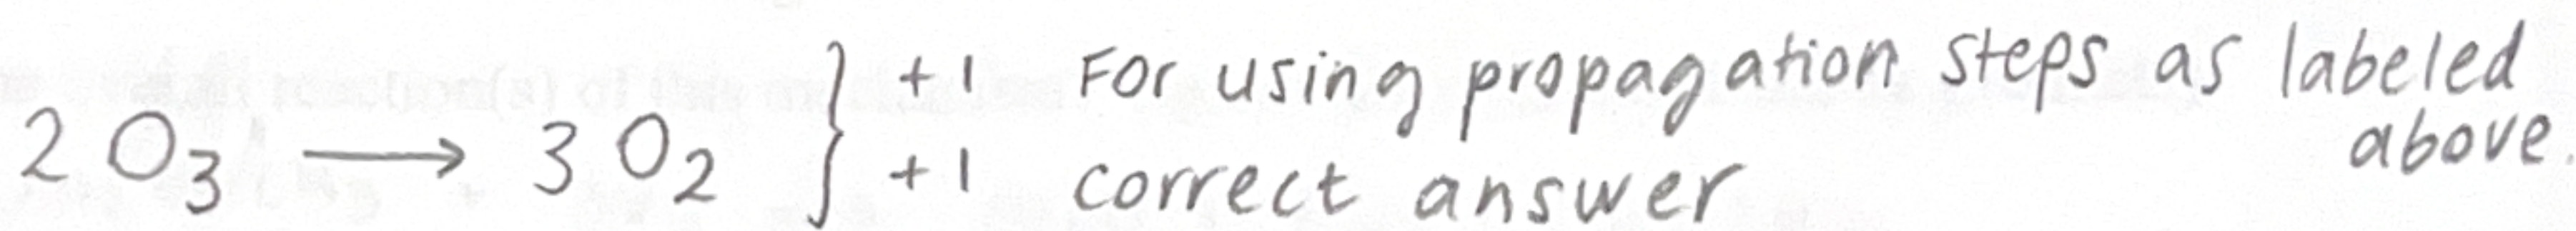 2 O₃ ⟶ 3 O₂ } +1 For using propagation steps as labeled above.
+1 correct answer